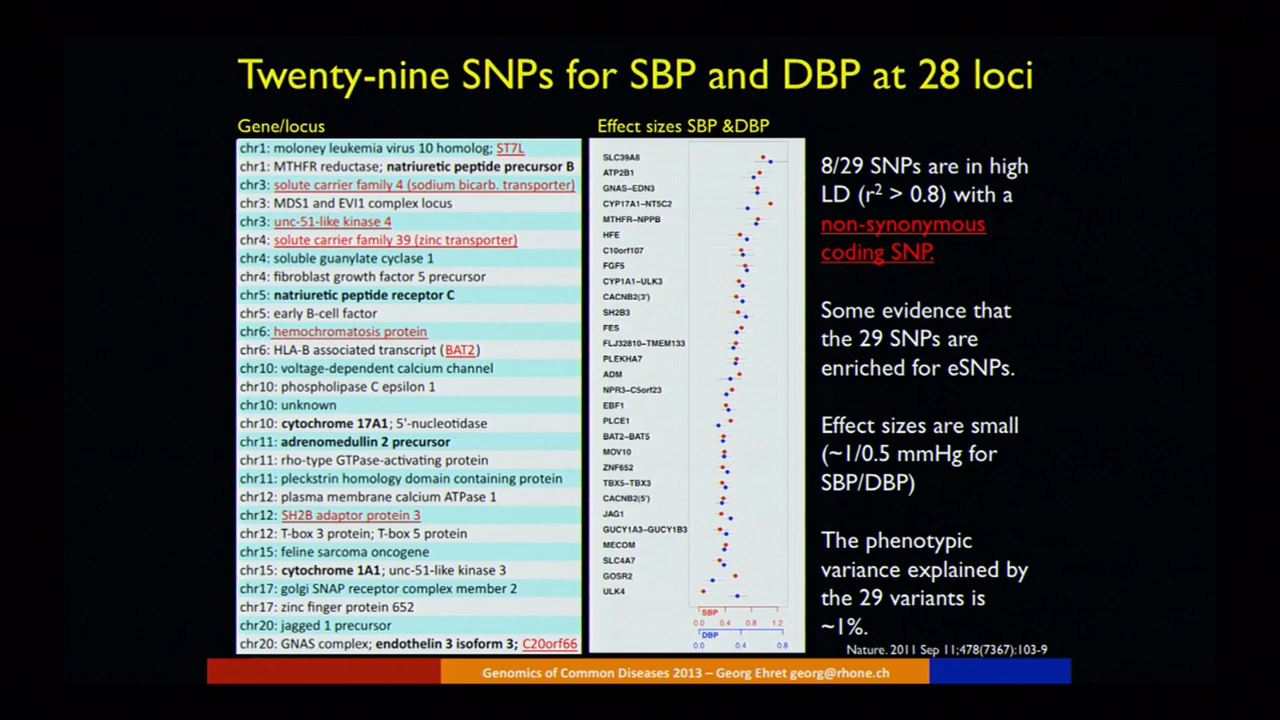 Twenty-nine SNPs for SBP and DBP at 28 loci
Gene/locus
chr1: moloney leukemia virus 10 homolog; ST7L
chr1: MTHFR reductase; natriuretic peptide precursor B
chr3: solute carrier family 4 (sodium bicarb. transporter)
chr3: MDS1 and EVI1 complex locus
chr3: unc-51-like kinase 4
chr4: solute carrier family 39 (zinc transporter)
chr4: soluble guanylate cyclase 1
chr4: fibroblast growth factor 5 precursor
chr5: natriuretic peptide receptor C
chr5: early B-cell factor
chr6: hemochromatosis protein
chr6: HLA-B associated transcript (BAT2)
chr10: voltage-dependent calcium channel
chr10: phospholipase C epsilon 1
chr10: unknown
chr10: cytochrome 17A1; 5'-nucleotidase
chr11: adrenomedullin 2 precursor
chr11: rho-type GTPase-activating protein
chr11: pleckstrin homology domain containing protein
chr12: plasma membrane calcium ATPase 1
chr12: SH2B adaptor protein 3
chr12: T-box 3 protein; T-box 5 protein
chr15: feline sarcoma oncogene
chr15: cytochrome 1A1; unc-51-like kinase 3
chr17: golgi SNAP receptor complex member 2
chr17: zinc finger protein 652
chr20: jagged 1 precursor
chr20: GNAS complex; endothelin 3 isoform 3; C20orf66
Effect sizes SBP &DBP
SLC39A8
ATP2B1
GNAS-EDN3
CYP17A1-NT5C2
MTHFR-NPPB
HFE
C10orf107
FGF5
CYP1A1-ULK3
CACNB2(3')
SH2B3
FES
FLJ32810-TMEM133
PLEKHA7
ADM
NPR3-C5orf23
EBF1
PLCE1
BAT2-BAT5
MOV10
ZNF652
TBX5-TBX3
CACNB2(5')
JAG1
GUCY1A3-GUCY1B3
MECOM
SLC4A7
GOSR2
ULK4
SBP
0.0 0.4 0.8 1.2
DBP
0.0 0.4 0.8
8/29 SNPs are in high
LD (r² > 0.8) with a
non-synonymous
coding SNP.
Some evidence that
the 29 SNPs are
enriched for eSNPs.
Effect sizes are small
(~1/0.5 mmHg for
SBP/DBP)
The phenotypic
variance explained by
the 29 variants is
~1%.
Nature. 2011 Sep 11;478(7367):103-9
Genomics of Common Diseases 2013 – Georg Ehret georg@rhone.ch